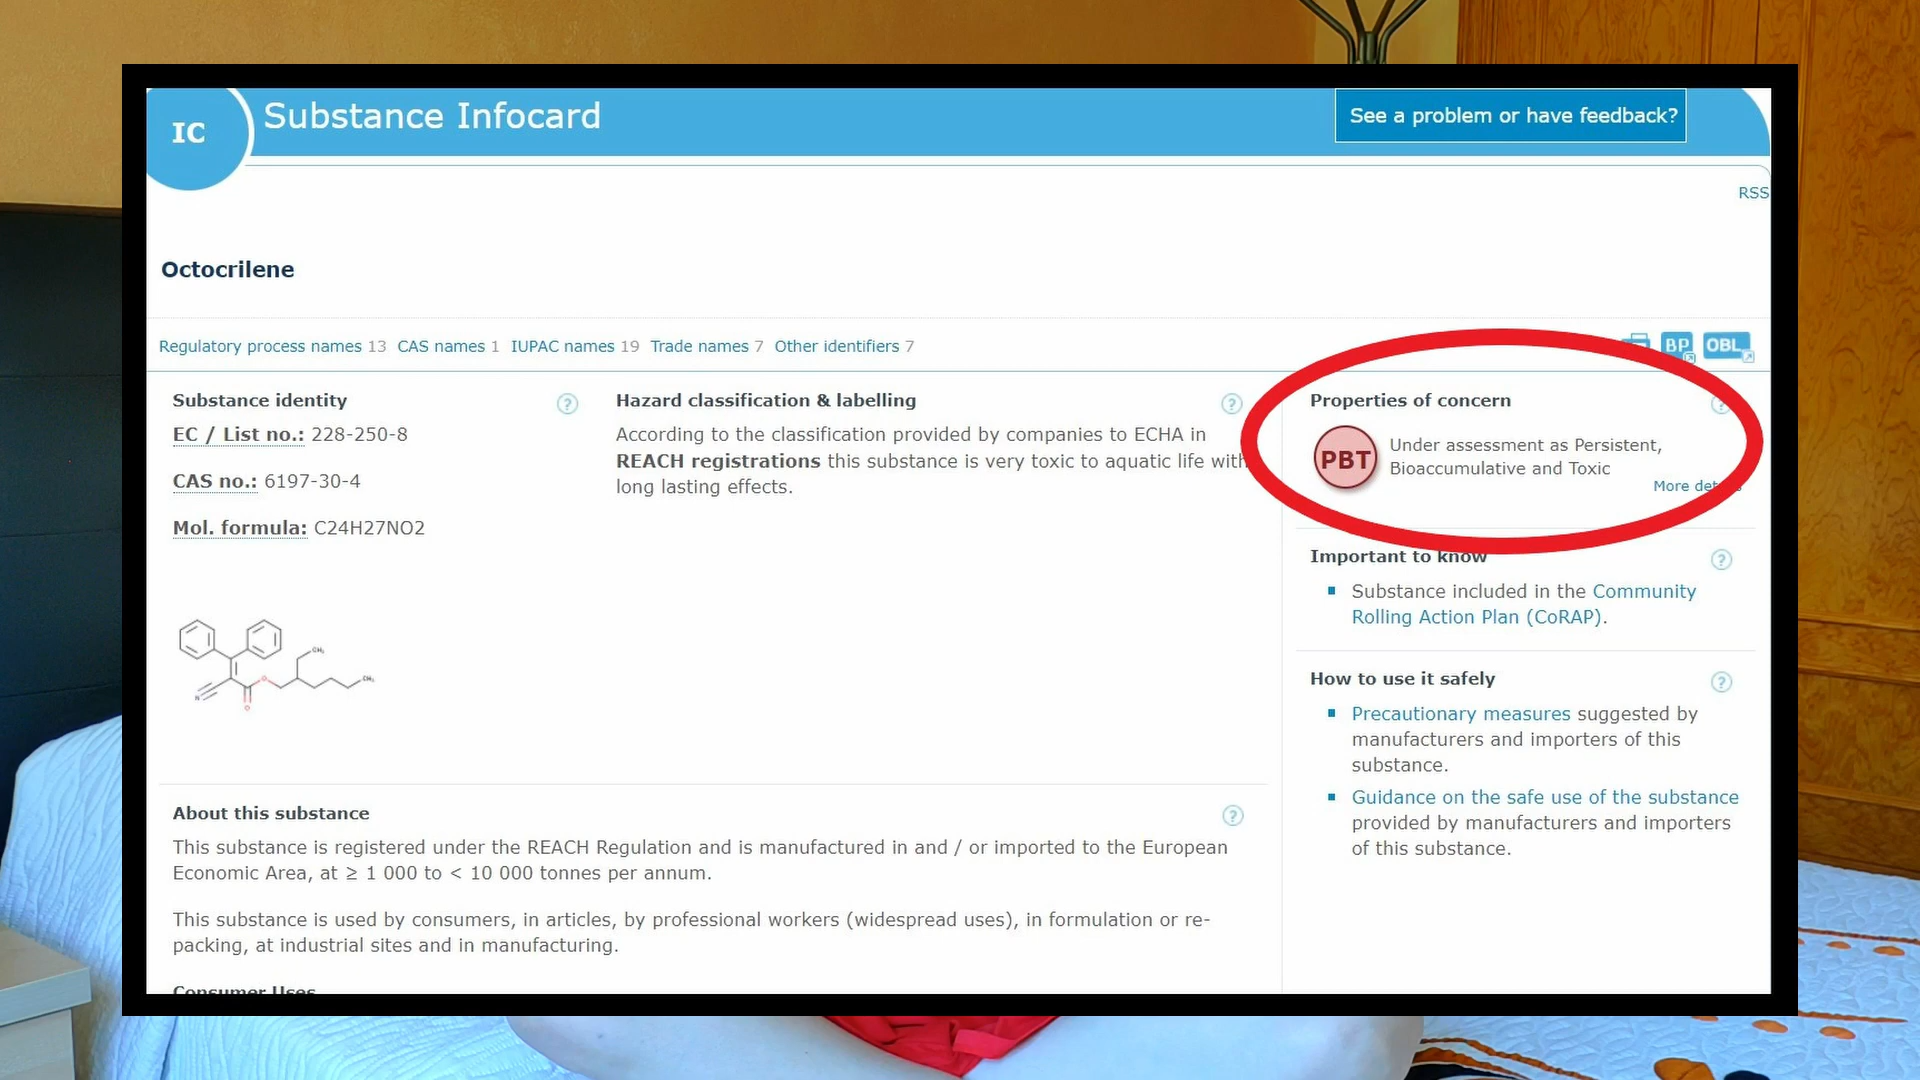 IC
Substance Infocard
See a problem or have feedback?
RSS
Octocrilene
Regulatory process names 13 CAS names 1 IUPAC names 19 Trade names 7 Other identifiers 7
BP
OBL
Substance identity
EC / List no.: 228-250-8
CAS no.: 6197-30-4
Mol. formula: C24H27NO2
CH₃
CH₃
N
O
O
Hazard classification & labelling
According to the classification provided by companies to ECHA in
REACH registrations this substance is very toxic to aquatic life with
long lasting effects.
Properties of concern
PBT
Under assessment as Persistent,
Bioaccumulative and Toxic
More
Important to know
Substance included in the Community
Rolling Action Plan (CoRAP).
How to use it safely
Precautionary measures suggested by
manufacturers and importers of this
substance.
Guidance on the safe use of the substance
provided by manufacturers and importers
of this substance.
About this substance
This substance is registered under the REACH Regulation and is manufactured in and / or imported to the European
Economic Area, at ≥ 1 000 to < 10 000 tonnes per annum.
This substance is used by consumers, in articles, by professional workers (widespread uses), in formulation or re-
packing, at industrial sites and in manufacturing.
Consumer Uses